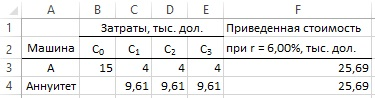 A B C D E F
1 Затраты, тыс. дол. Приведенная стоимость
2 Машина C₀ C₁ C₂ C₃ при r = 6,00%, тыс. дол.
3 А 15 4 4 4 25,69
4 Аннуитет 9,61 9,61 9,61 25,69